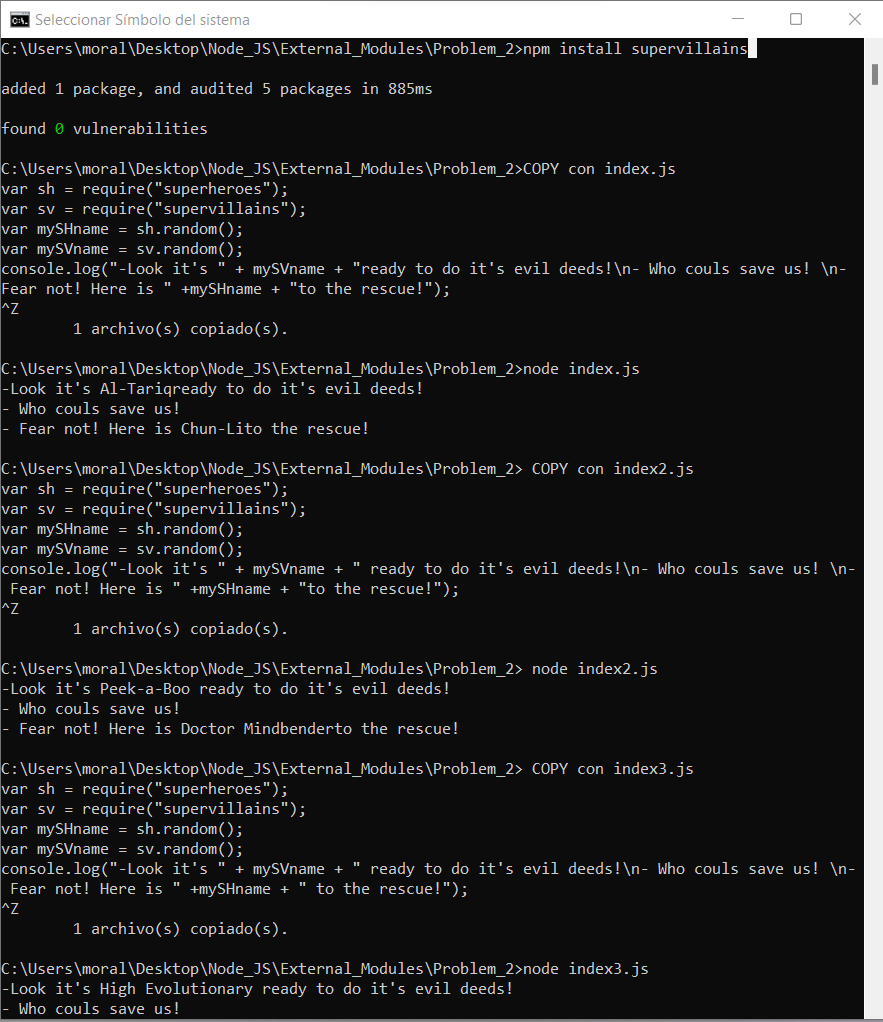 Seleccionar Símbolo del sistema
C:\Users\moral\Desktop\Node_JS\External_Modules\Problem_2>npm install supervillains
added 1 package, and audited 5 packages in 885ms
found 0 vulnerabilities
C:\Users\moral\Desktop\Node_JS\External_Modules\Problem_2>COPY con index.js
var sh = require("superheroes");
var sv = require("supervillains");
var mySHname = sh.random();
var mySVname = sv.random();
console.log("-Look it's " + mySVname + "ready to do it's evil deeds!\n- Who couls save us! \n-
Fear not! Here is " +mySHname + "to the rescue!");
^Z
        1 archivo(s) copiado(s).
C:\Users\moral\Desktop\Node_JS\External_Modules\Problem_2>node index.js
-Look it's Al-Tariqready to do it's evil deeds!
- Who couls save us!
- Fear not! Here is Chun-Lito the rescue!
C:\Users\moral\Desktop\Node_JS\External_Modules\Problem_2> COPY con index2.js
var sh = require("superheroes");
var sv = require("supervillains");
var mySHname = sh.random();
var mySVname = sv.random();
console.log("-Look it's " + mySVname + " ready to do it's evil deeds!\n- Who couls save us! \n-
 Fear not! Here is " +mySHname + "to the rescue!");
^Z
        1 archivo(s) copiado(s).
C:\Users\moral\Desktop\Node_JS\External_Modules\Problem_2> node index2.js
-Look it's Peek-a-Boo ready to do it's evil deeds!
- Who couls save us!
- Fear not! Here is Doctor Mindbenderto the rescue!
C:\Users\moral\Desktop\Node_JS\External_Modules\Problem_2> COPY con index3.js
var sh = require("superheroes");
var sv = require("supervillains");
var mySHname = sh.random();
var mySVname = sv.random();
console.log("-Look it's " + mySVname + " ready to do it's evil deeds!\n- Who couls save us! \n-
 Fear not! Here is " +mySHname + " to the rescue!");
^Z
        1 archivo(s) copiado(s).
C:\Users\moral\Desktop\Node_JS\External_Modules\Problem_2>node index3.js
-Look it's High Evolutionary ready to do it's evil deeds!
- Who couls save us!